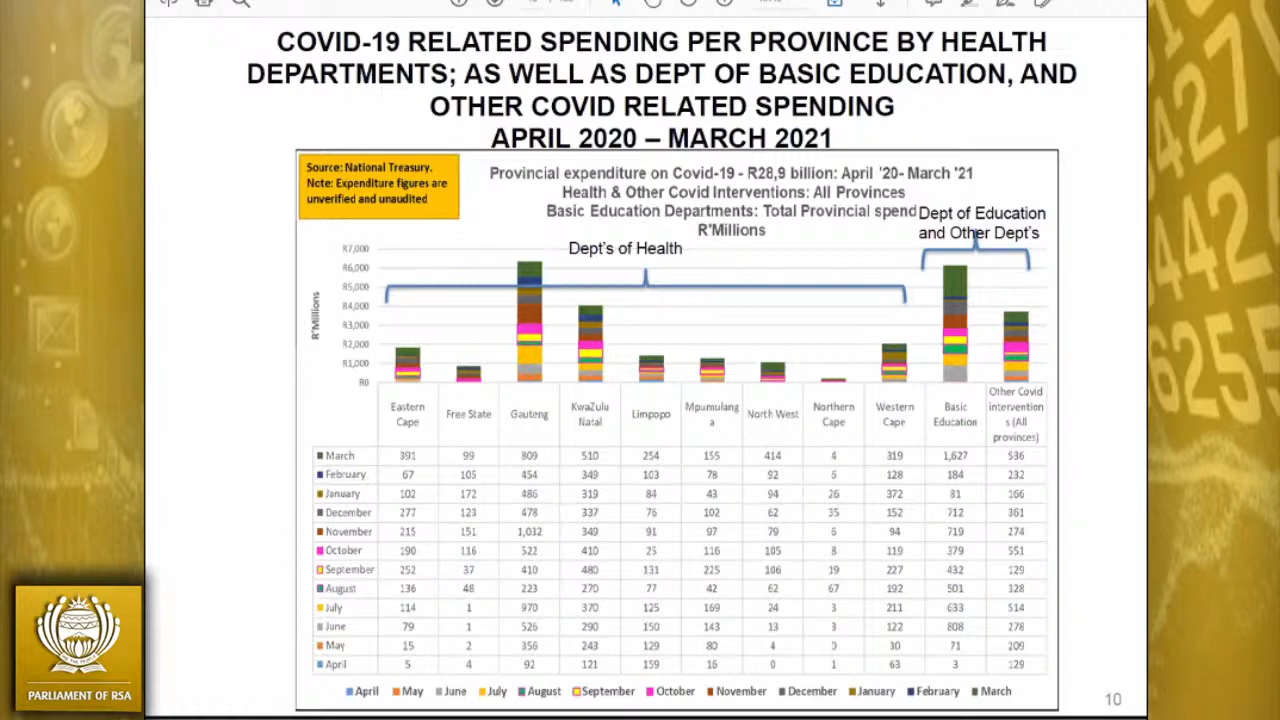 COVID-19 RELATED SPENDING PER PROVINCE BY HEALTH
DEPARTMENTS; AS WELL AS DEPT OF BASIC EDUCATION, AND
OTHER COVID RELATED SPENDING
APRIL 2020 – MARCH 2021
Source: National Treasury.
Note: Expenditure figures are
unverified and unaudited
Provincial expenditure on Covid-19 - R28,9 billion: April '20- March '21
Health & Other Covid Interventions: All Provinces
Basic Education Departments: Total Provincial spend
R'Millions
Dept of Education
and Other Dept's
Dept's of Health
R'Millions
R7,000
R6,000
R5,000
R4,000
R3,000
R2,000
R1,000
R0
Eastern Cape Free State Gauteng KwaZulu Natal Limpopo Mpumulanga North West Northern Cape Western Cape Basic Education Other Covid interventions (All provinces)
March 391 99 809 510 254 155 414 4 319 1,627 536
February 67 105 454 349 103 78 92 6 128 184 232
January 102 172 486 319 84 43 94 26 372 81 166
December 277 123 478 337 76 102 62 35 152 712 361
November 215 151 1,032 349 91 97 79 6 94 719 274
October 190 116 522 410 25 116 105 8 119 379 551
September 252 37 410 480 131 225 106 19 227 432 129
August 136 48 223 270 77 42 62 67 192 501 328
July 114 1 970 370 125 169 24 3 211 633 514
June 79 1 526 290 150 143 13 3 122 808 278
May 15 2 356 243 129 80 4 0 30 71 209
April 5 4 92 121 159 16 0 1 63 3 129
April May June July August September October November December January February March
10
PARLIAMENT OF RSA